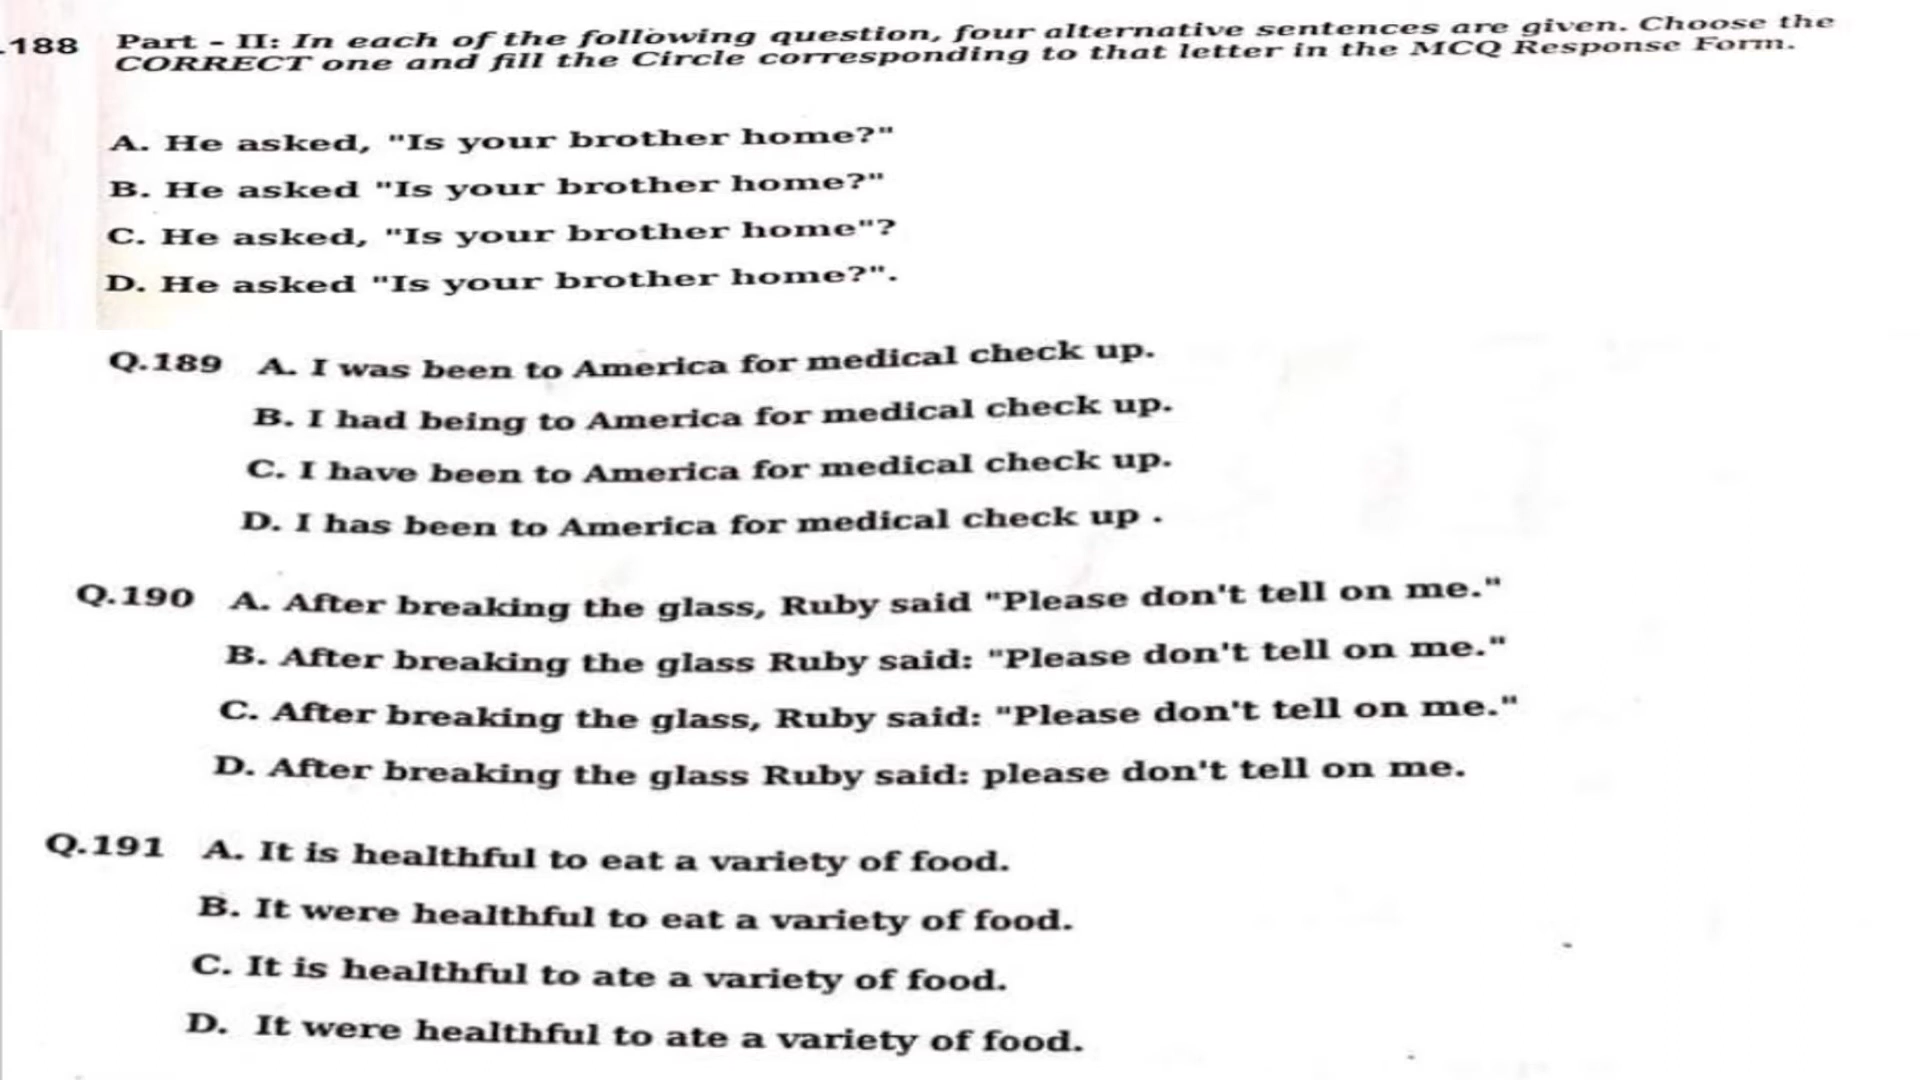 .188 Part - II: In each of the following question, four alternative sentences are given. Choose the
CORRECT one and fill the Circle corresponding to that letter in the MCQ Response Form.
A. He asked, "Is your brother home?"
B. He asked "Is your brother home?"
C. He asked, "Is your brother home"?
D. He asked "Is your brother home?".
Q.189 A. I was been to America for medical check up.
B. I had being to America for medical check up.
C. I have been to America for medical check up.
D. I has been to America for medical check up .
Q.190 A. After breaking the glass, Ruby said "Please don't tell on me."
B. After breaking the glass Ruby said: "Please don't tell on me."
C. After breaking the glass, Ruby said: "Please don't tell on me."
D. After breaking the glass Ruby said: please don't tell on me.
Q.191 A. It is healthful to eat a variety of food.
B. It were healthful to eat a variety of food.
C. It is healthful to ate a variety of food.
D. It were healthful to ate a variety of food.